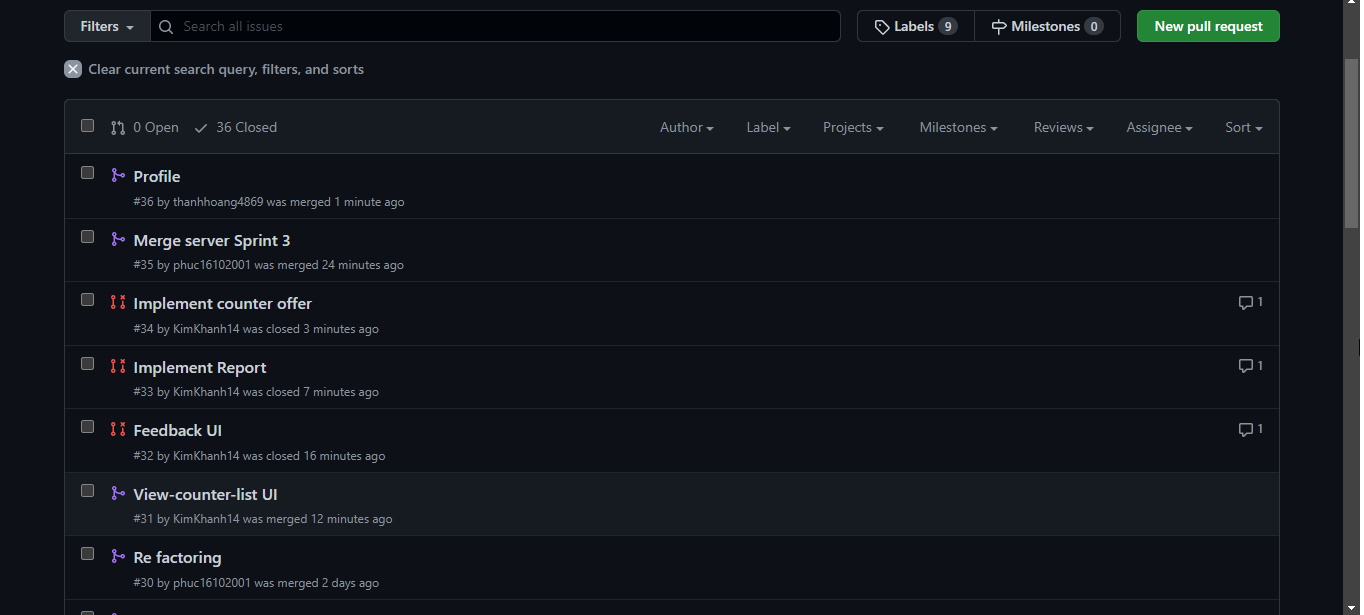 Filters
Search all issues
Labels 9
Milestones 0
New pull request
Clear current search query, filters, and sorts
0 Open 36 Closed
Author Label Projects Milestones Reviews Assignee Sort
Profile
#36 by thanhhoang4869 was merged 1 minute ago
Merge server Sprint 3
#35 by phuc16102001 was merged 24 minutes ago
Implement counter offer 1
#34 by KimKhanh14 was closed 3 minutes ago
Implement Report 1
#33 by KimKhanh14 was closed 7 minutes ago
Feedback UI 1
#32 by KimKhanh14 was closed 16 minutes ago
View-counter-list UI
#31 by KimKhanh14 was merged 12 minutes ago
Re factoring
#30 by phuc16102001 was merged 2 days ago